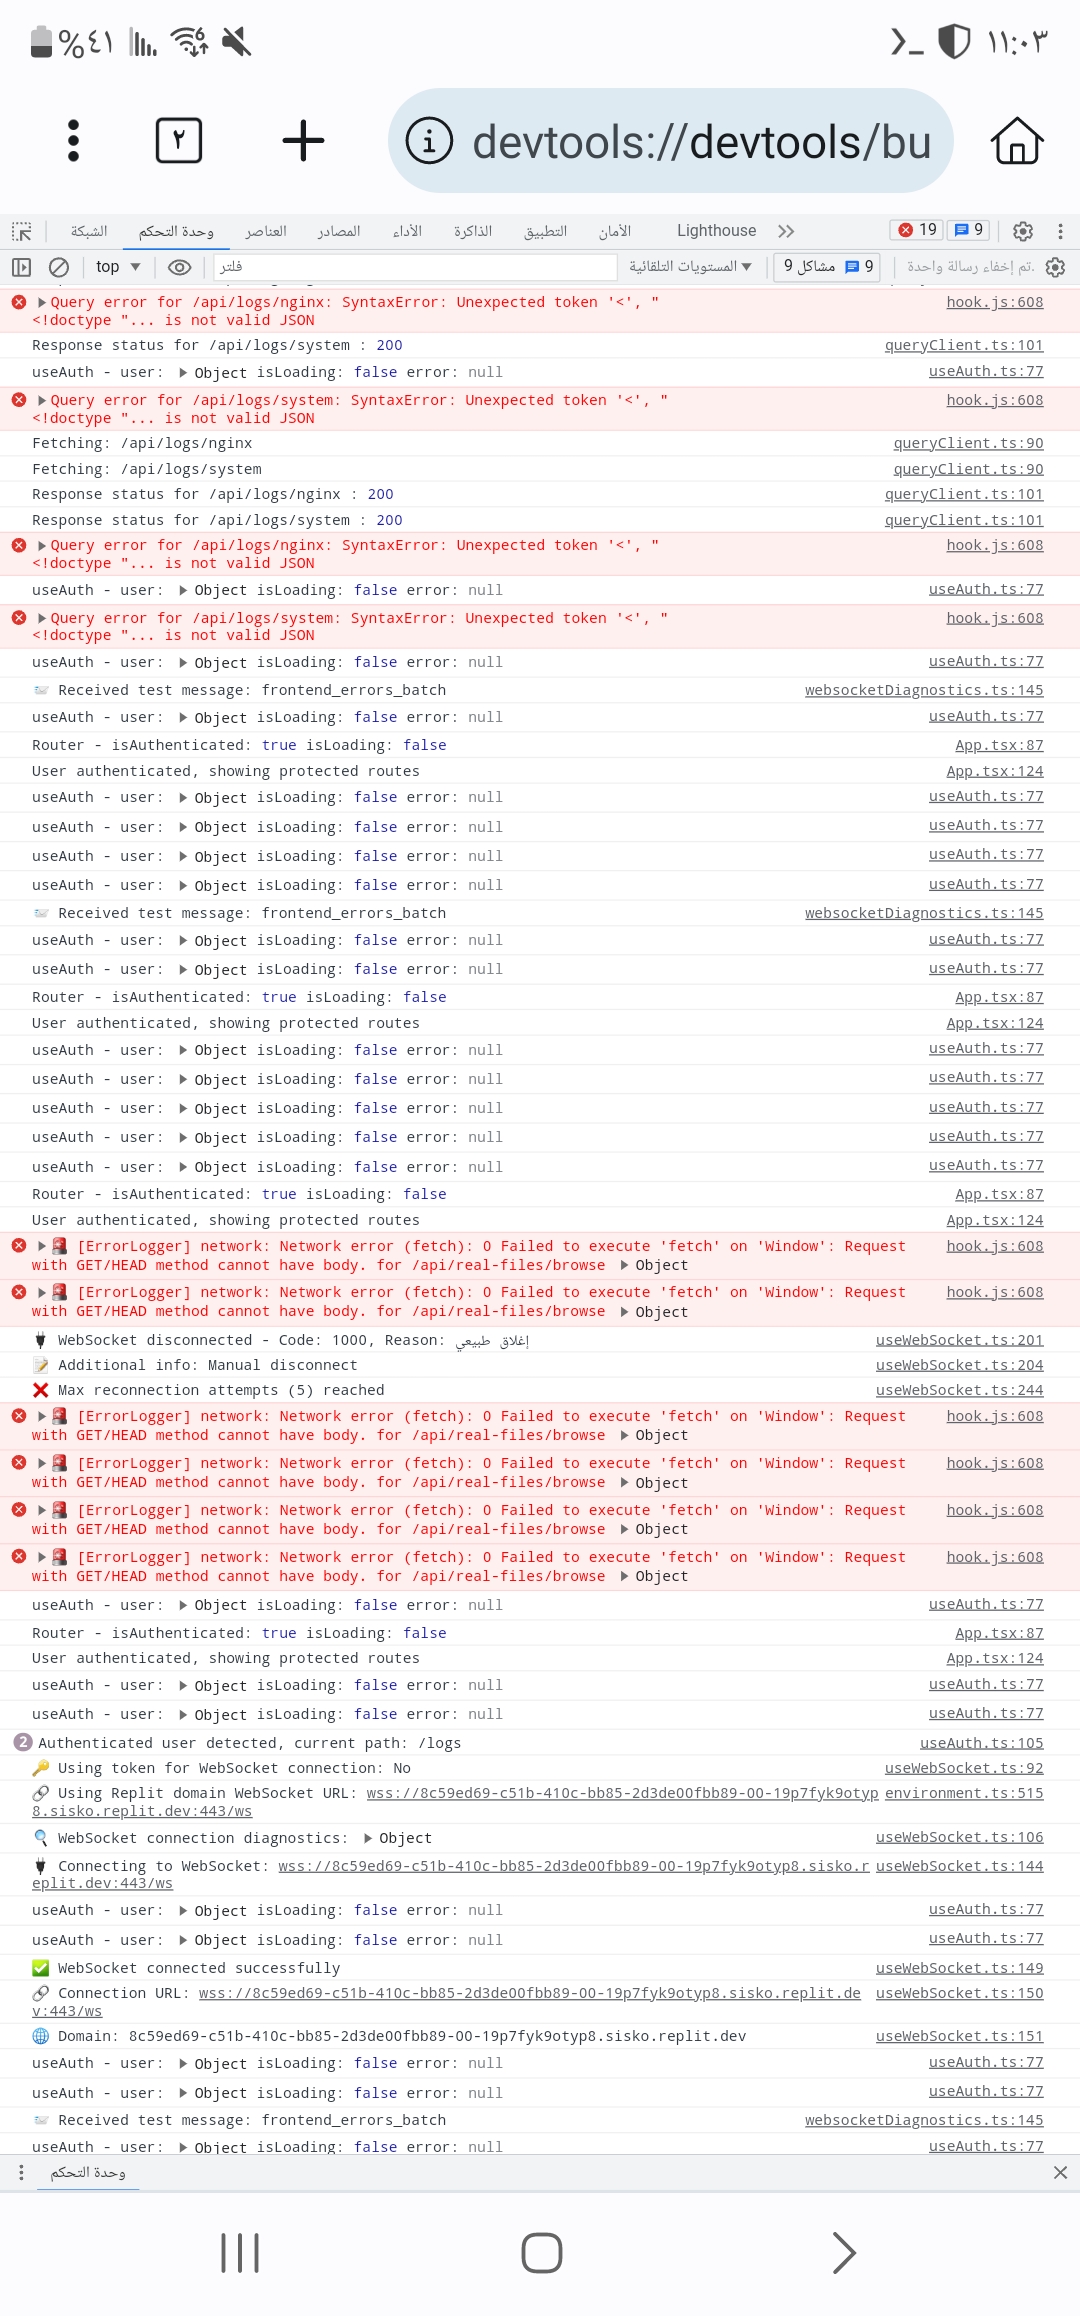 %٤١ ١١:٠٣
٢ devtools://devtools/bu
الشبكة وحدة التحكم العناصر المصادر الأداء الذاكرة التطبيق الأمان Lighthouse 19 9
top فلتر المستويات التلقائية 9 مشاكل 9 تم إخفاء رسالة واحدة.
Query error for /api/logs/nginx: SyntaxError: Unexpected token '<', " hook.js:608
<!doctype "... is not valid JSON
Response status for /api/logs/system : 200 queryClient.ts:101
useAuth - user: ▶ Object isLoading: false error: null useAuth.ts:77
Query error for /api/logs/system: SyntaxError: Unexpected token '<', " hook.js:608
<!doctype "... is not valid JSON
Fetching: /api/logs/nginx queryClient.ts:90
Fetching: /api/logs/system queryClient.ts:90
Response status for /api/logs/nginx : 200 queryClient.ts:101
Response status for /api/logs/system : 200 queryClient.ts:101
Query error for /api/logs/nginx: SyntaxError: Unexpected token '<', " hook.js:608
<!doctype "... is not valid JSON
useAuth - user: ▶ Object isLoading: false error: null useAuth.ts:77
Query error for /api/logs/system: SyntaxError: Unexpected token '<', " hook.js:608
<!doctype "... is not valid JSON
useAuth - user: ▶ Object isLoading: false error: null useAuth.ts:77
📨 Received test message: frontend_errors_batch websocketDiagnostics.ts:145
useAuth - user: ▶ Object isLoading: false error: null useAuth.ts:77
Router - isAuthenticated: true isLoading: false App.tsx:87
User authenticated, showing protected routes App.tsx:124
useAuth - user: ▶ Object isLoading: false error: null useAuth.ts:77
useAuth - user: ▶ Object isLoading: false error: null useAuth.ts:77
useAuth - user: ▶ Object isLoading: false error: null useAuth.ts:77
useAuth - user: ▶ Object isLoading: false error: null useAuth.ts:77
📨 Received test message: frontend_errors_batch websocketDiagnostics.ts:145
useAuth - user: ▶ Object isLoading: false error: null useAuth.ts:77
useAuth - user: ▶ Object isLoading: false error: null useAuth.ts:77
Router - isAuthenticated: true isLoading: false App.tsx:87
User authenticated, showing protected routes App.tsx:124
useAuth - user: ▶ Object isLoading: false error: null useAuth.ts:77
useAuth - user: ▶ Object isLoading: false error: null useAuth.ts:77
useAuth - user: ▶ Object isLoading: false error: null useAuth.ts:77
useAuth - user: ▶ Object isLoading: false error: null useAuth.ts:77
useAuth - user: ▶ Object isLoading: false error: null useAuth.ts:77
Router - isAuthenticated: true isLoading: false App.tsx:87
User authenticated, showing protected routes App.tsx:124
🚨 [ErrorLogger] network: Network error (fetch): 0 Failed to execute 'fetch' on 'Window': Request hook.js:608
with GET/HEAD method cannot have body. for /api/real-files/browse ▶ Object
🚨 [ErrorLogger] network: Network error (fetch): 0 Failed to execute 'fetch' on 'Window': Request hook.js:608
with GET/HEAD method cannot have body. for /api/real-files/browse ▶ Object
🔌 WebSocket disconnected - Code: 1000, Reason: إغلاق طبيعي useWebSocket.ts:201
📝 Additional info: Manual disconnect useWebSocket.ts:204
❌ Max reconnection attempts (5) reached useWebSocket.ts:244
🚨 [ErrorLogger] network: Network error (fetch): 0 Failed to execute 'fetch' on 'Window': Request hook.js:608
with GET/HEAD method cannot have body. for /api/real-files/browse ▶ Object
🚨 [ErrorLogger] network: Network error (fetch): 0 Failed to execute 'fetch' on 'Window': Request hook.js:608
with GET/HEAD method cannot have body. for /api/real-files/browse ▶ Object
🚨 [ErrorLogger] network: Network error (fetch): 0 Failed to execute 'fetch' on 'Window': Request hook.js:608
with GET/HEAD method cannot have body. for /api/real-files/browse ▶ Object
🚨 [ErrorLogger] network: Network error (fetch): 0 Failed to execute 'fetch' on 'Window': Request hook.js:608
with GET/HEAD method cannot have body. for /api/real-files/browse ▶ Object
useAuth - user: ▶ Object isLoading: false error: null useAuth.ts:77
Router - isAuthenticated: true isLoading: false App.tsx:87
User authenticated, showing protected routes App.tsx:124
useAuth - user: ▶ Object isLoading: false error: null useAuth.ts:77
useAuth - user: ▶ Object isLoading: false error: null useAuth.ts:77
2 Authenticated user detected, current path: /logs useAuth.ts:105
🔑 Using token for WebSocket connection: No useWebSocket.ts:92
🔗 Using Replit domain WebSocket URL: wss://8c59ed69-c51b-410c-bb85-2d3de00fbb89-00-19p7fyk9otyp environment.ts:515
8.sisko.replit.dev:443/ws
🔍 WebSocket connection diagnostics: ▶ Object useWebSocket.ts:106
🔌 Connecting to WebSocket: wss://8c59ed69-c51b-410c-bb85-2d3de00fbb89-00-19p7fyk9otyp8.sisko.r useWebSocket.ts:144
eplit.dev:443/ws
useAuth - user: ▶ Object isLoading: false error: null useAuth.ts:77
useAuth - user: ▶ Object isLoading: false error: null useAuth.ts:77
✅ WebSocket connected successfully useWebSocket.ts:149
🔗 Connection URL: wss://8c59ed69-c51b-410c-bb85-2d3de00fbb89-00-19p7fyk9otyp8.sisko.replit.de useWebSocket.ts:150
v:443/ws
🌐 Domain: 8c59ed69-c51b-410c-bb85-2d3de00fbb89-00-19p7fyk9otyp8.sisko.replit.dev useWebSocket.ts:151
useAuth - user: ▶ Object isLoading: false error: null useAuth.ts:77
useAuth - user: ▶ Object isLoading: false error: null useAuth.ts:77
📨 Received test message: frontend_errors_batch websocketDiagnostics.ts:145
useAuth - user: ▶ Object isLoading: false error: null useAuth.ts:77
وحدة التحكم